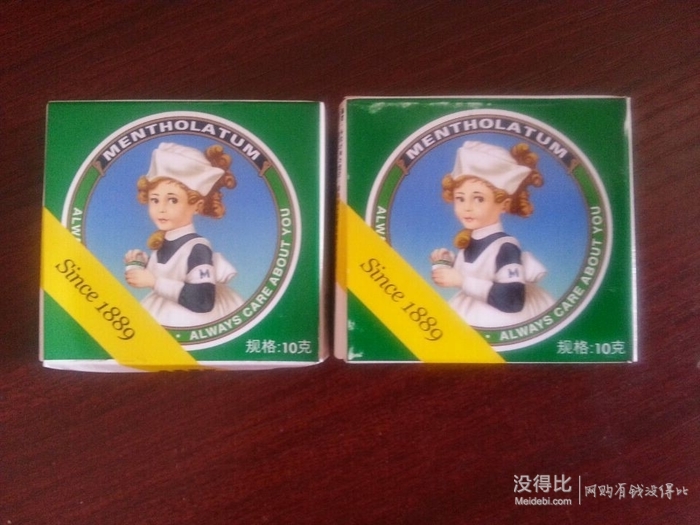 MENTHOLATUM
ALWAYS CARE ABOUT YOU
M
Since 1889
规格:10克
MENTHOLATUM
ALWAYS CARE ABOUT YOU
M
Since 1889
规格:10克
没得比
Meidebi.com
网购有钱没得比